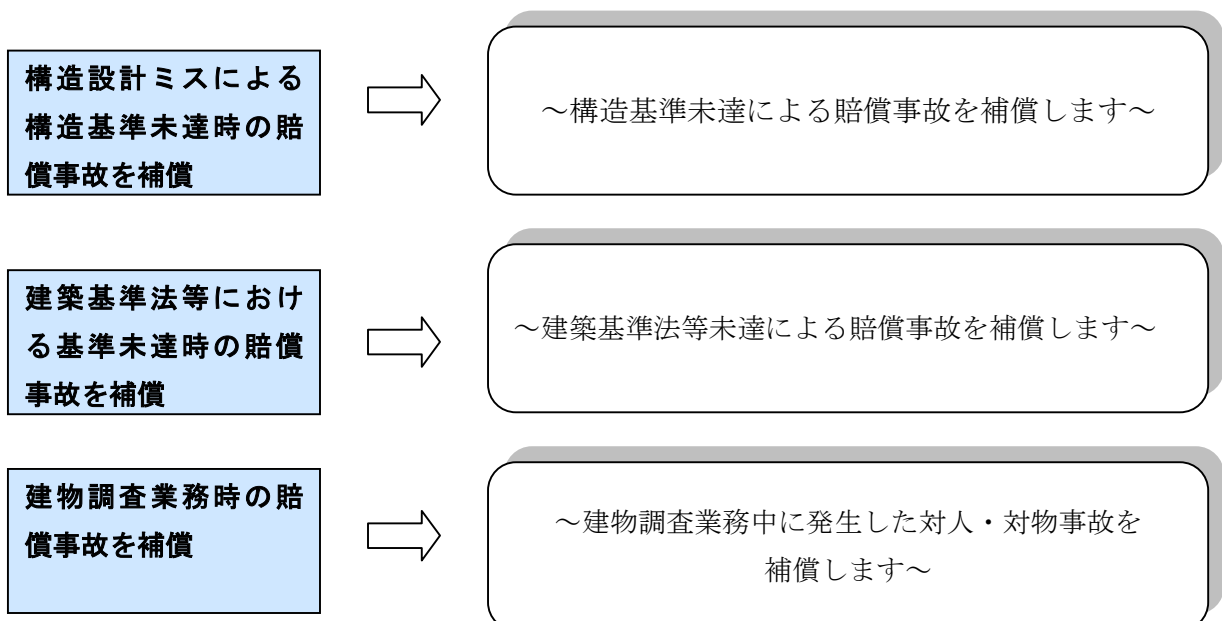 構造設計ミスによる
構造基準未達時の賠
償事故を補償
～構造基準未達による賠償事故を補償します～
建築基準法等におけ
る基準未達時の賠償
事故を補償
～建築基準法等未達による賠償事故を補償します～
建物調査業務時の賠
償事故を補償
～建物調査業務中に発生した対人・対物事故を
補償します～